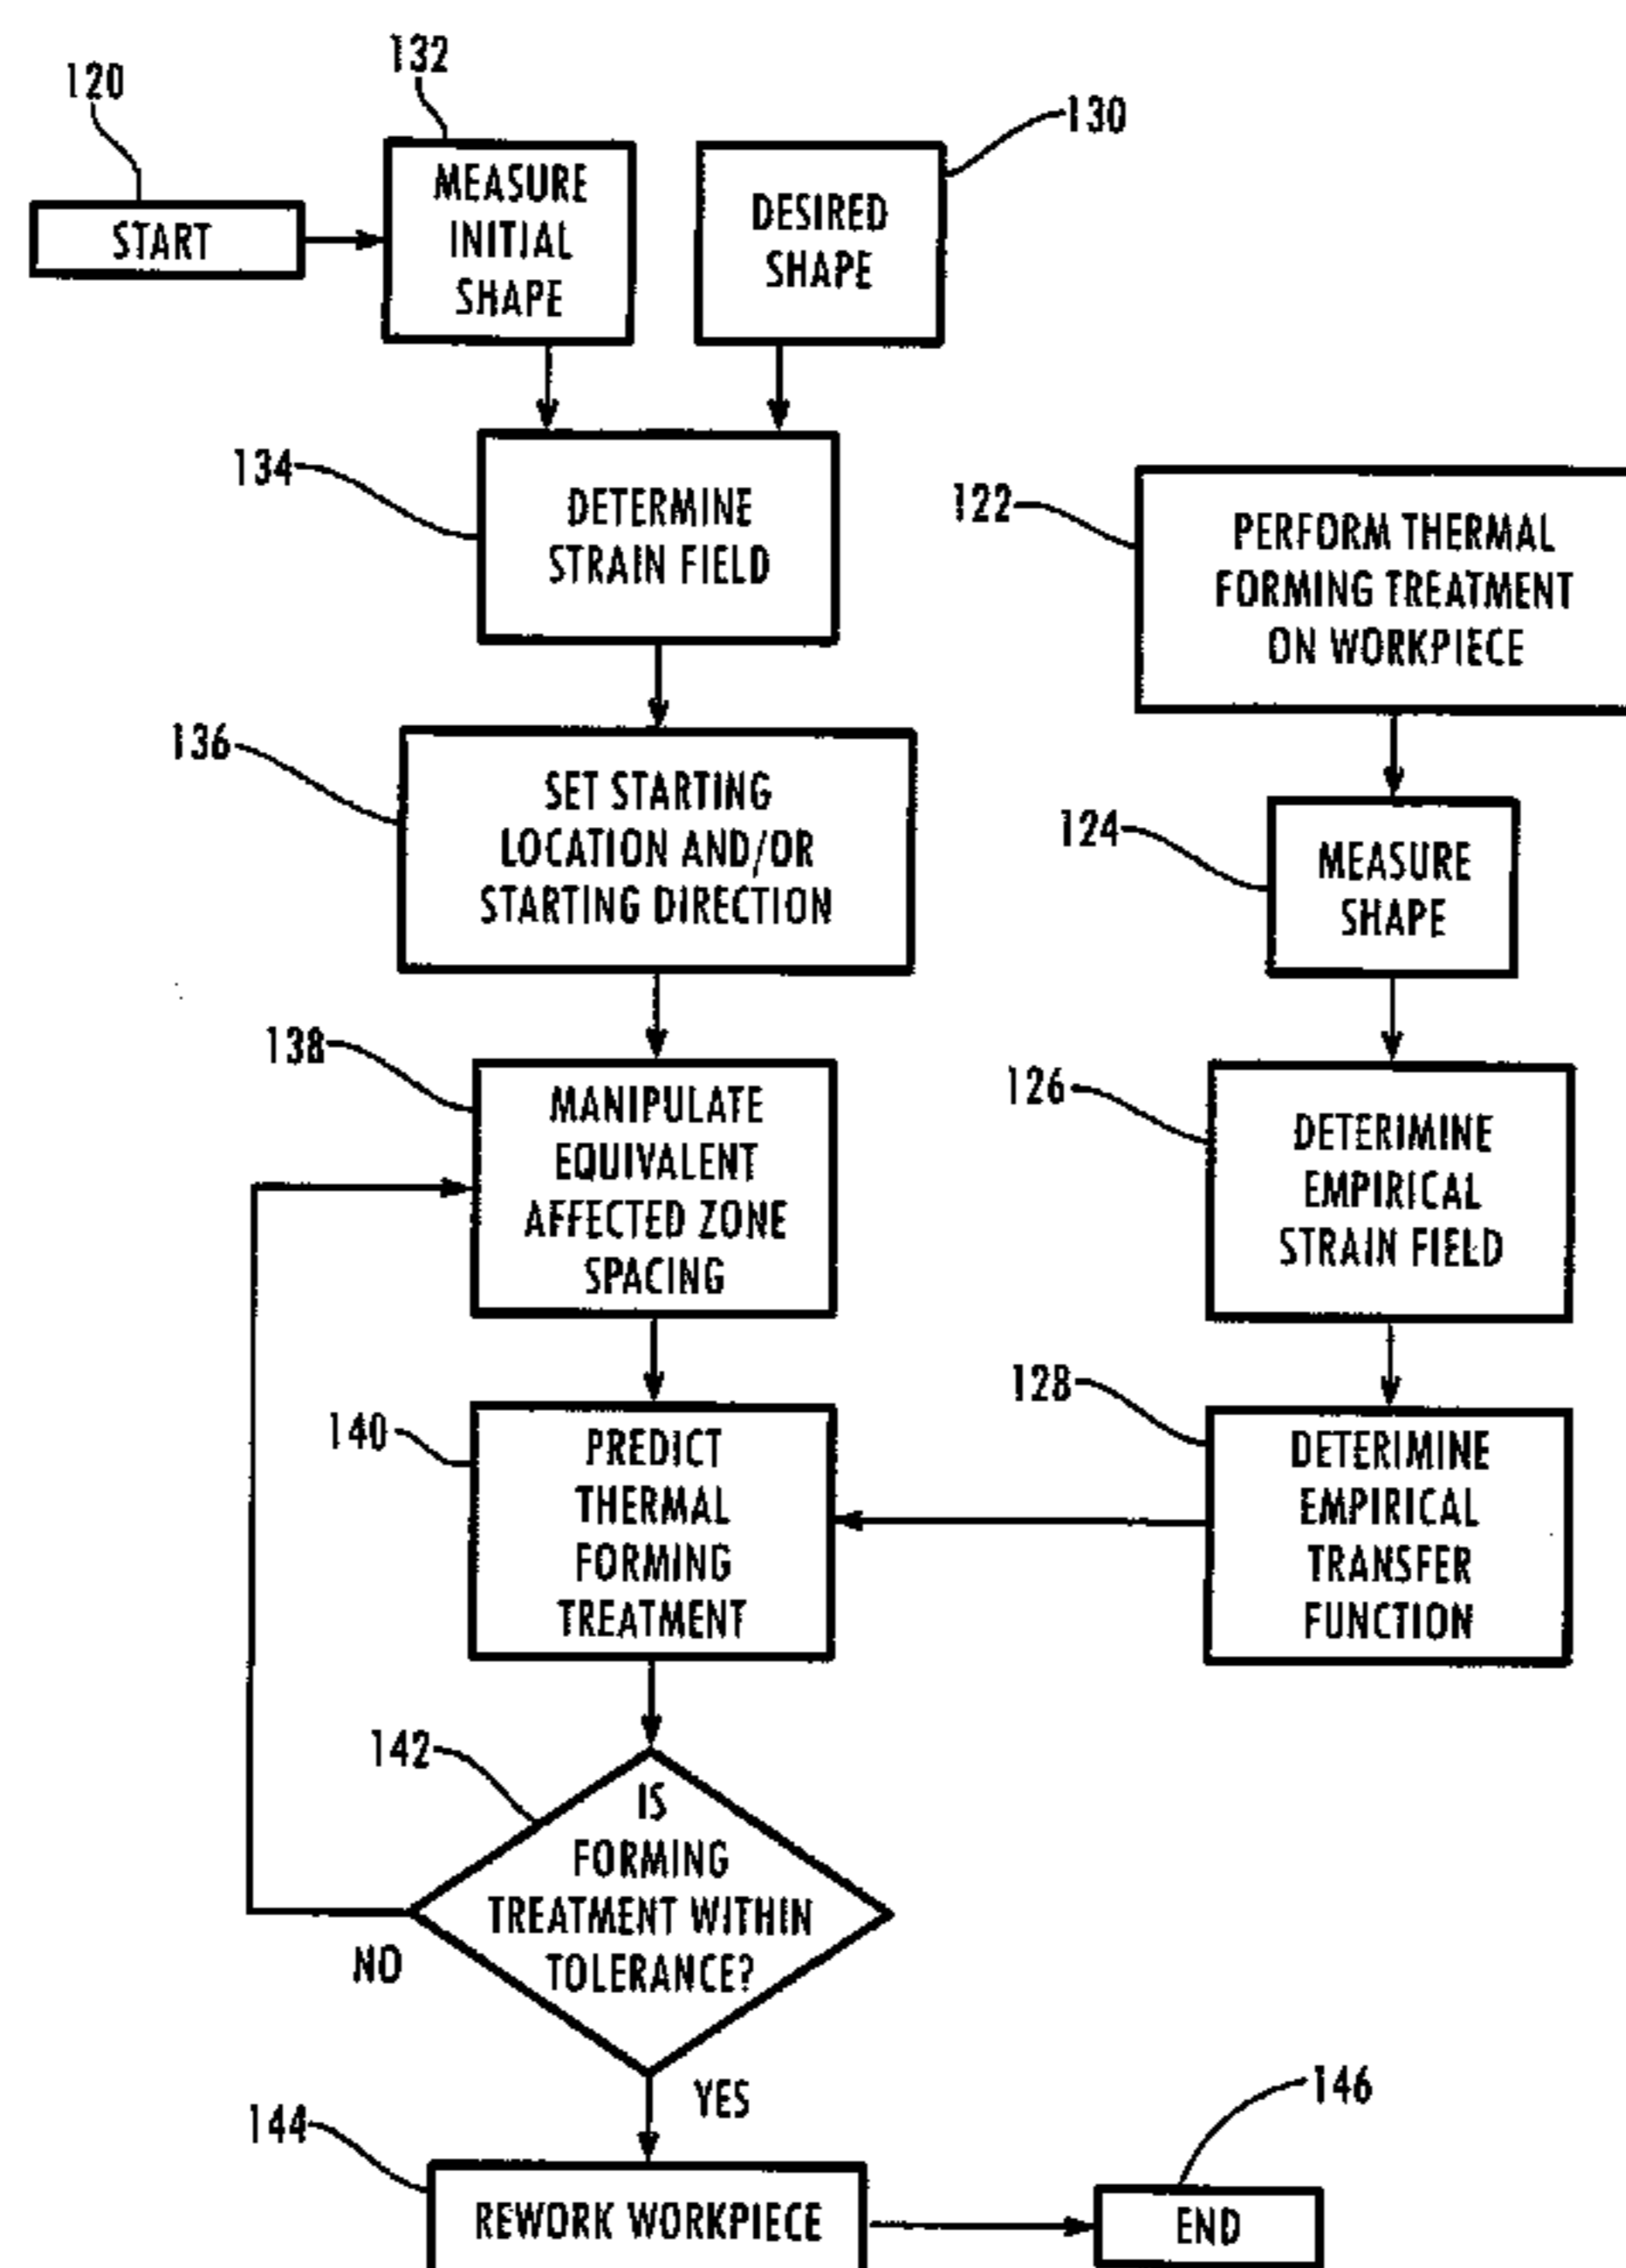 120
132
130
START
MEASURE
INITIAL
SHAPE
DESIRED
SHAPE
134
DETERMINE
STRAIN FIELD
122
PERFORM THERMAL
FORMING TREATMENT
ON WORKPIECE
136
SET STARTING
LOCATION AND/OR
STARTING DIRECTION
124
MEASURE
SHAPE
138
MANIPULATE
EQUIVALENT
AFFECTED ZONE
SPACING
126
DETERIMINE
EMPIRICAL
STRAIN FIELD
140
PREDICT
THERMAL
FORMING
TREATMENT
128
DETERIMINE
EMPIRICAL
TRANSFER
FUNCTION
142
IS
FORMING
TREATMENT WITHIN
TOLERANCE?
NO
YES
144
REWORK WORKPIECE
146
END